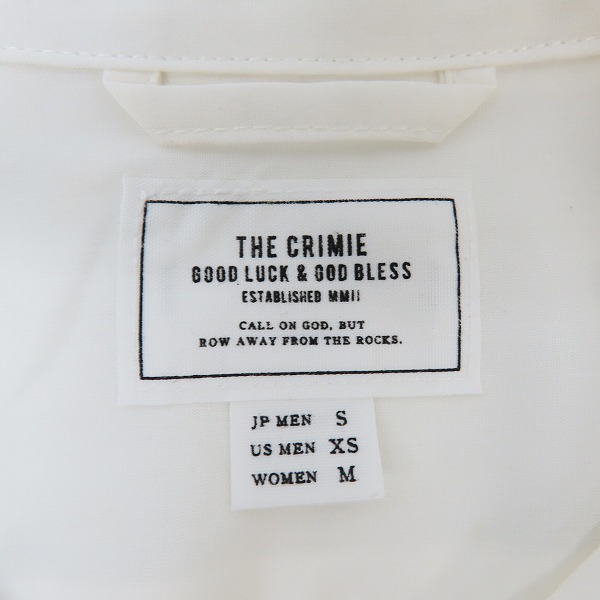 THE CRIMIE
GOOD LUCK & GOD BLESS
ESTABLISHED MMII
CALL ON GOD, BUT
ROW AWAY FROM THE ROCKS.
JP MEN S
US MEN XS
WOMEN M